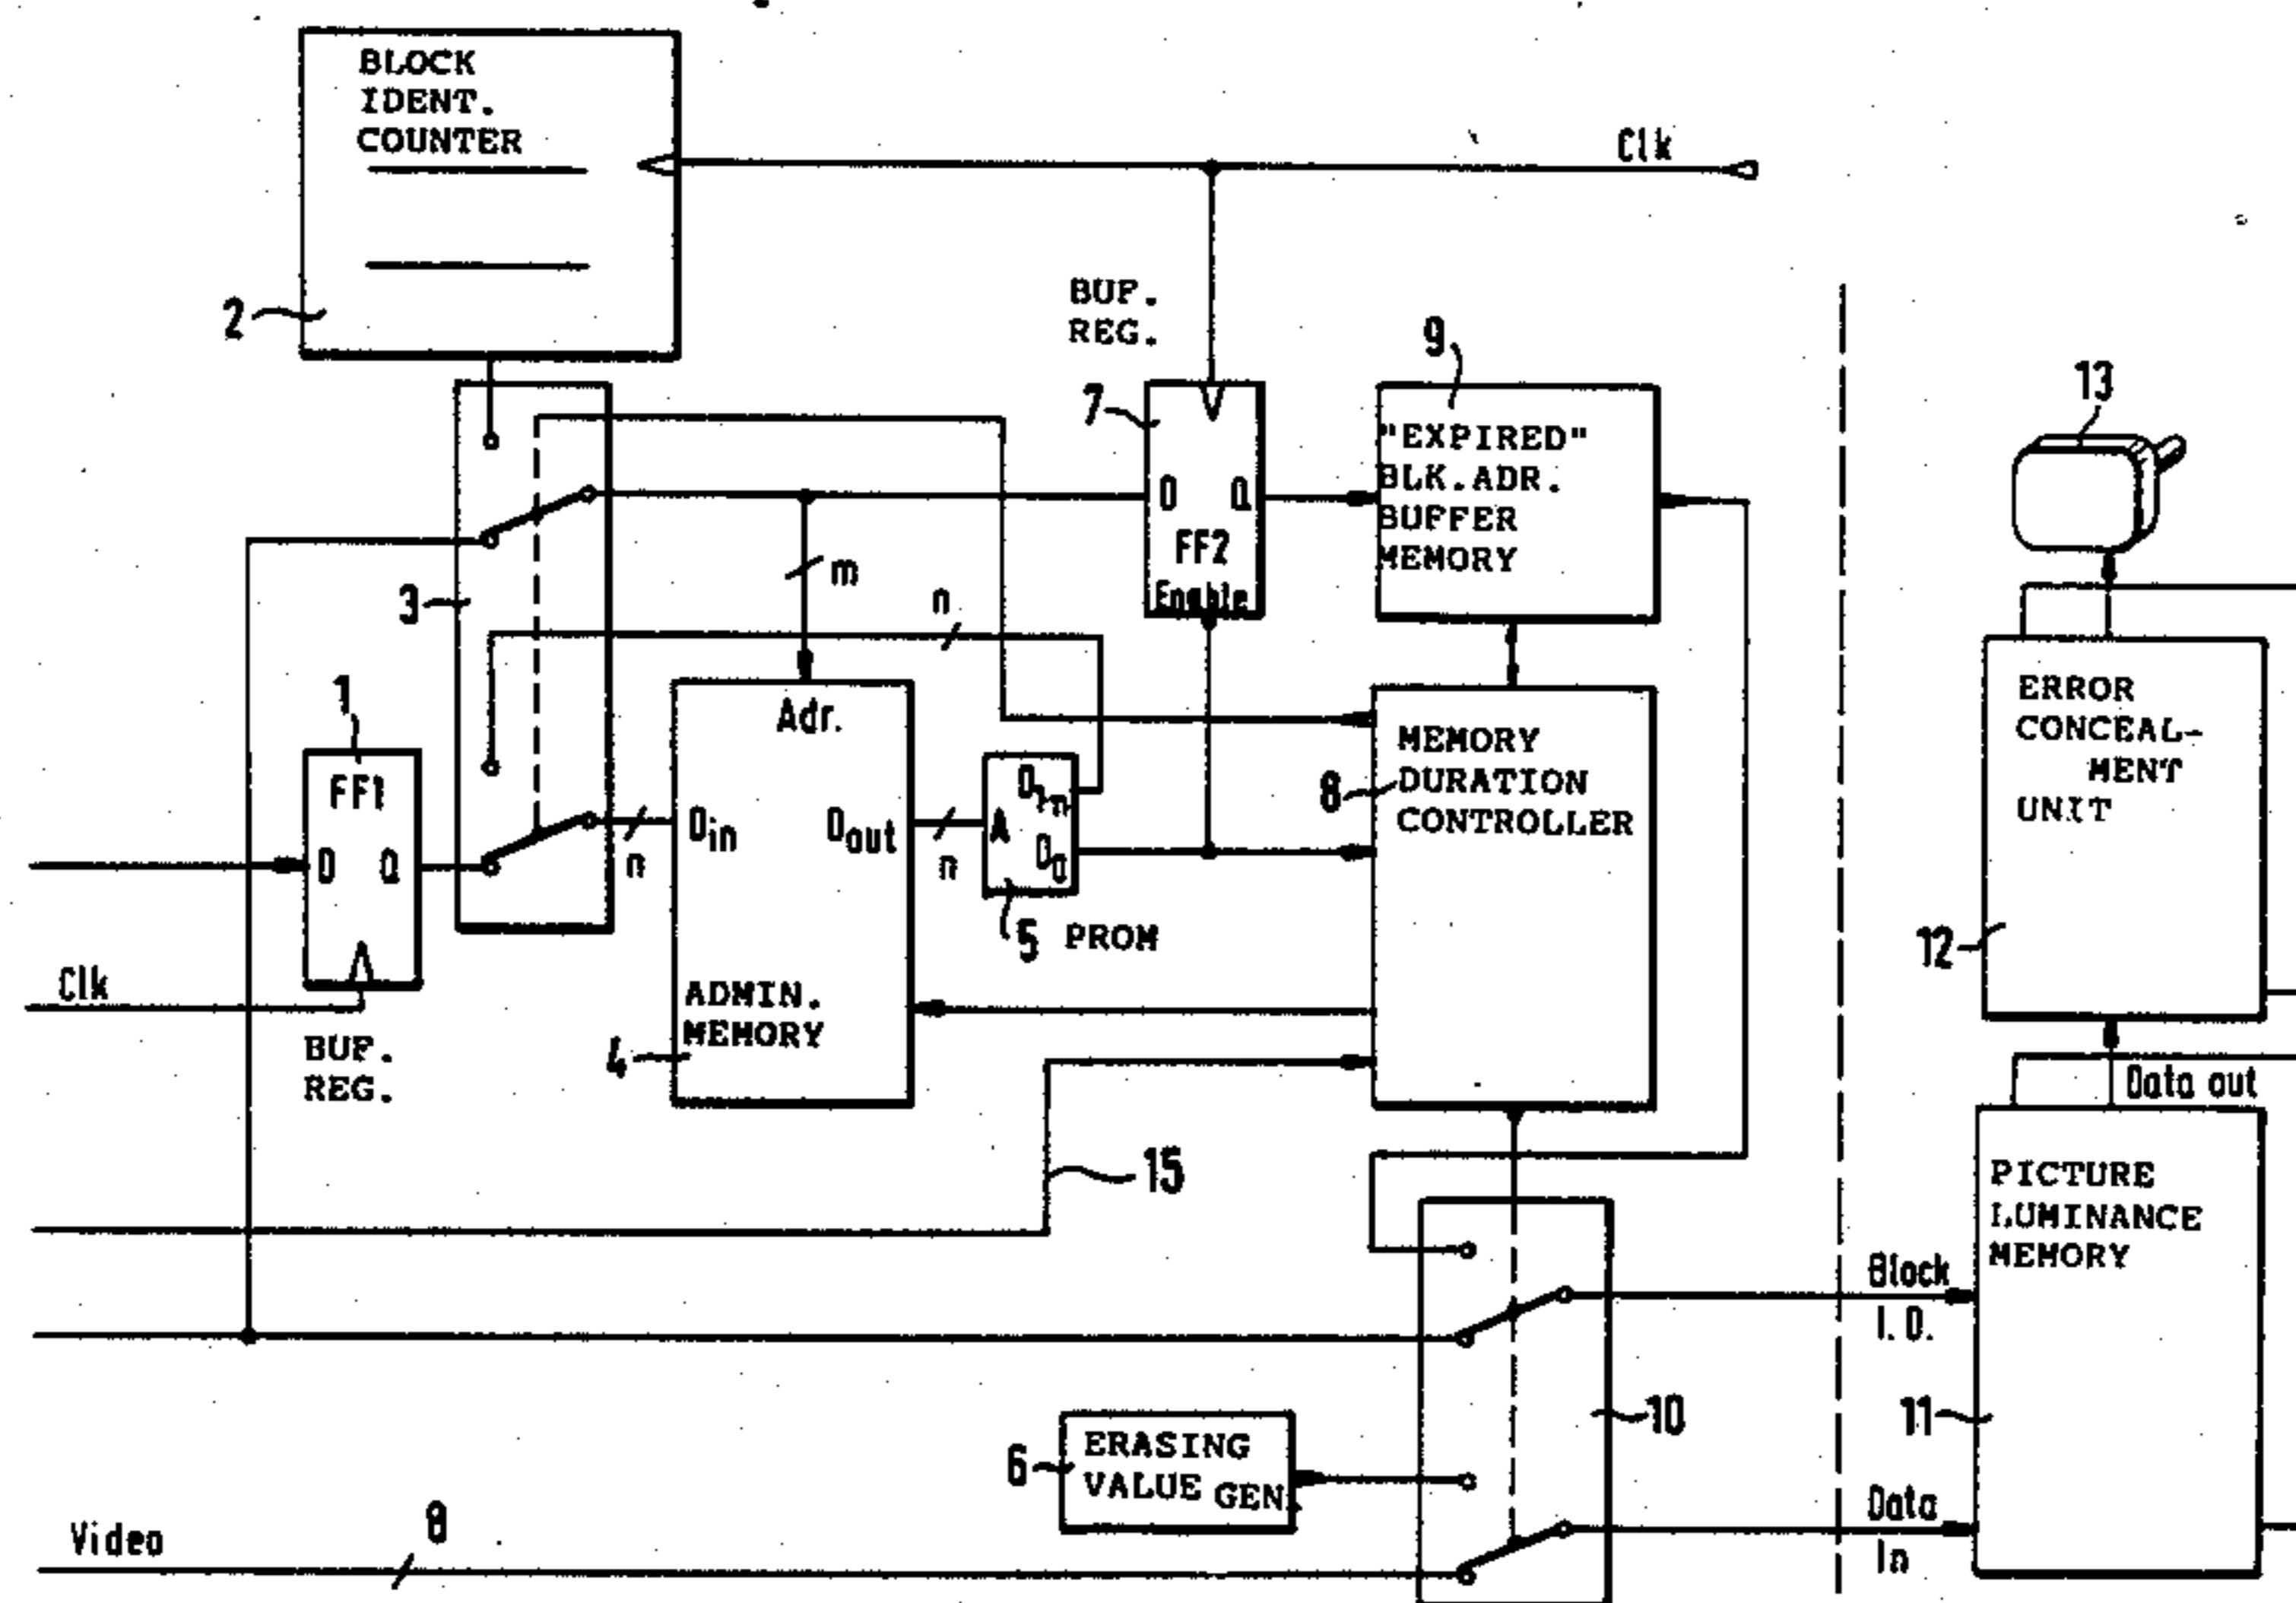 BLOCK
IDENT.
COUNTER
Clk
2
BUF.
REG.
9
13
7
"EXPIRED"
BLK.ADR.
BUFFER
MEMORY
D Q
FF2
Enable
3
m
n
1
FF1
D Q
Clk
BUF.
REG.
n
Adr.
Din
Dout
n
ADMIN.
MEMORY
4
D1-n
A
D0
5 PROM
MEMORY
DURATION
CONTROLLER
8
ERROR
CONCEAL-
MENT
UNIT
12
Data out
15
PICTURE
LUMINANCE
MEMORY
Block
I.D.
11
10
6
ERASING
VALUE GEN.
Data
In
Video
8